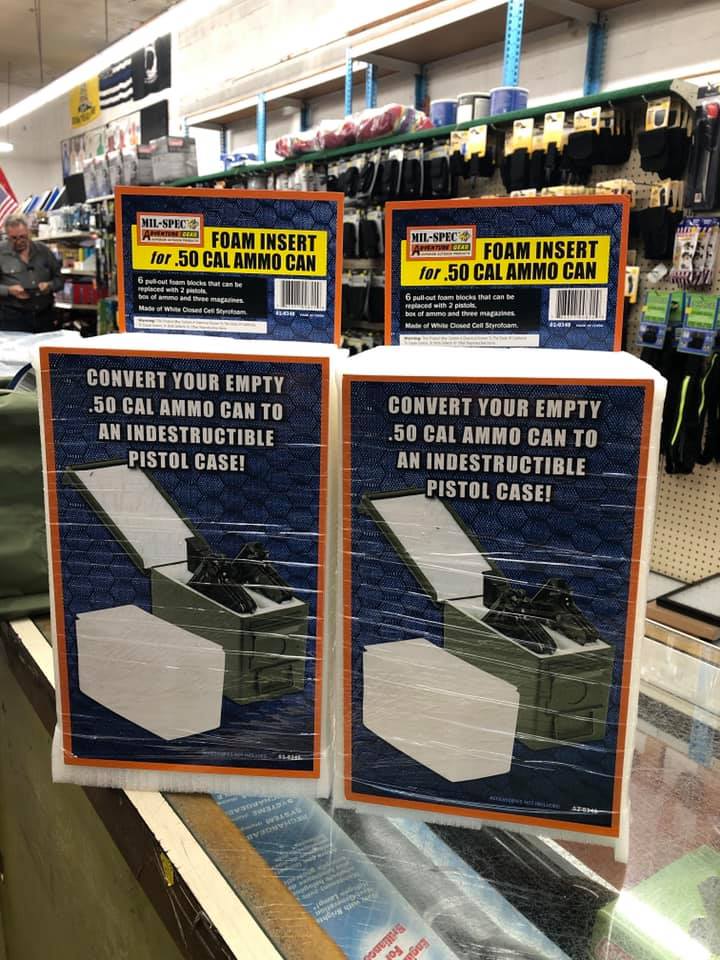 MIL-SPEC
ADVENTURE GEAR
FOAM INSERT
for .50 CAL AMMO CAN
6 pull-out foam blocks that can be
replaced with 2 pistols,
box of ammo and three magazines.
Made of White Closed Cell Styrofoam.
CONVERT YOUR EMPTY
.50 CAL AMMO CAN TO
AN INDESTRUCTIBLE
PISTOL CASE!
MIL-SPEC
ADVENTURE GEAR
FOAM INSERT
for .50 CAL AMMO CAN
6 pull-out foam blocks that can be
replaced with 2 pistols,
box of ammo and three magazines.
Made of White Closed Cell Styrofoam.
CONVERT YOUR EMPTY
.50 CAL AMMO CAN TO
AN INDESTRUCTIBLE
PISTOL CASE!